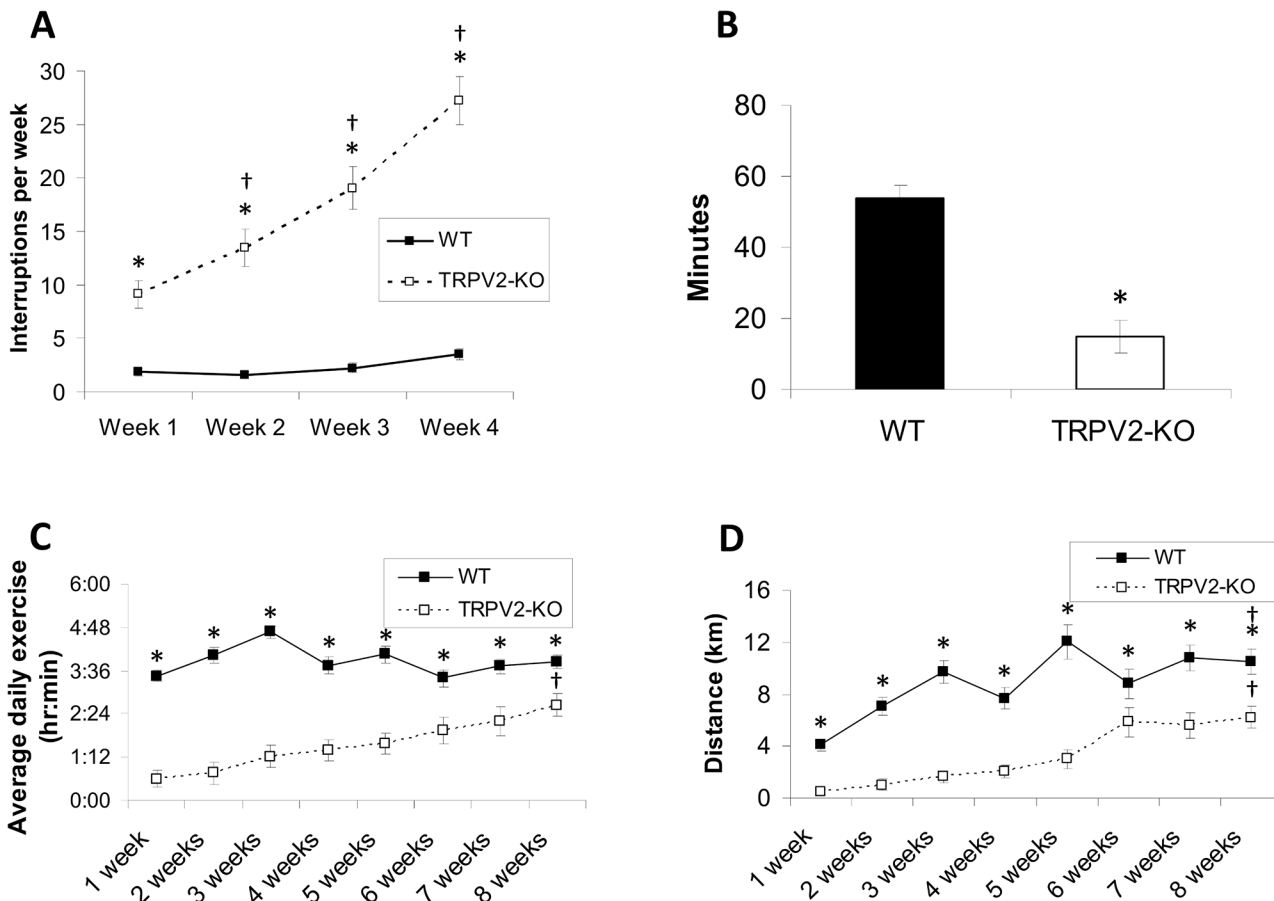 A
Interruptions per week
30
25
20
15
10
5
0
*
†
*
†
*
†
*
WT
TRPV2-KO
Week 1 Week 2 Week 3 Week 4
B
Minutes
80
60
40
20
0
*
WT TRPV2-KO
C
Average daily exercise
(hr:min)
6:00
4:48
3:36
2:24
1:12
0:00
WT
TRPV2-KO
* * * * * * * *
†
1 week 2 weeks 3 weeks 4 weeks 5 weeks 6 weeks 7 weeks 8 weeks
D
Distance (km)
16
12
8
4
0
WT
TRPV2-KO
* * * * * * * ‡
*
†
1 week 2 weeks 3 weeks 4 weeks 5 weeks 6 weeks 7 weeks 8 weeks